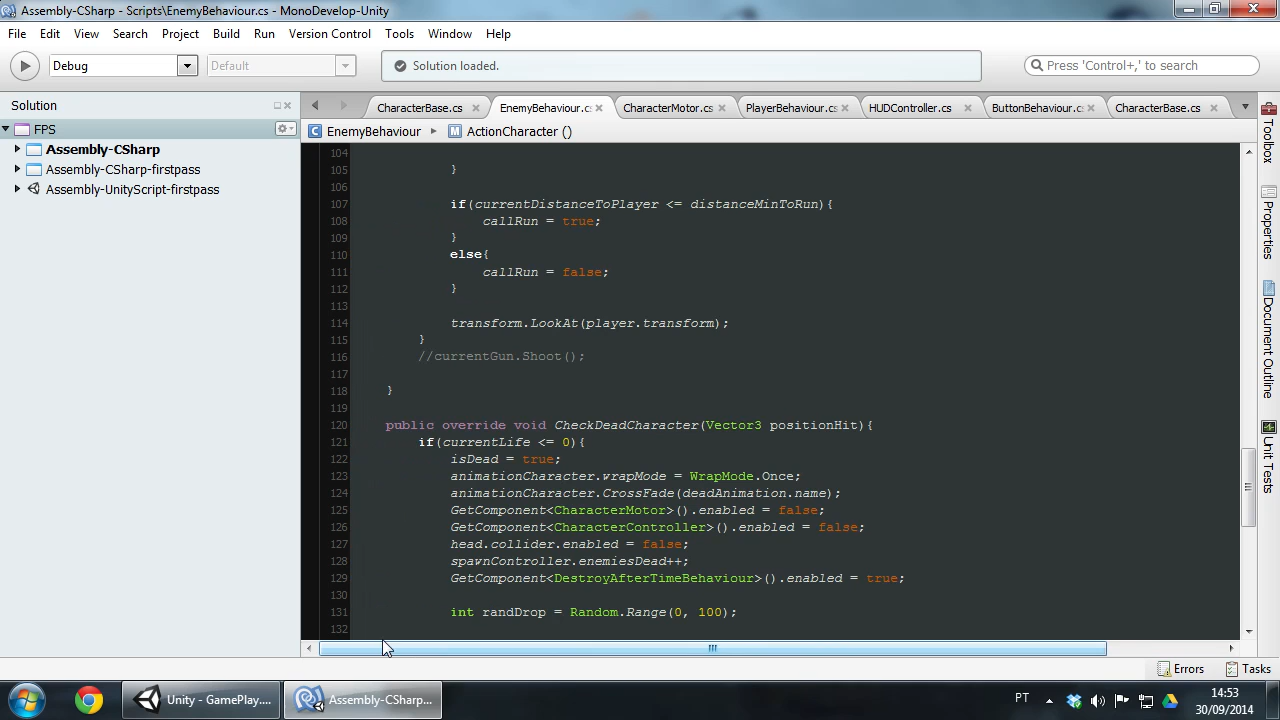 Assembly-CSharp - Scripts\EnemyBehaviour.cs - MonoDevelop-Unity
File Edit View Search Project Build Run Version Control Tools Window Help
Debug Default Solution loaded. Press 'Control+,' to search
Solution
FPS
Assembly-CSharp
Assembly-CSharp-firstpass
Assembly-UnityScript-firstpass
CharacterBase.cs EnemyBehaviour.c: CharacterMotor.cs PlayerBehaviour.cs HUDController.cs ButtonBehaviour.c: CharacterBase.cs
EnemyBehaviour ActionCharacter ()
104
105 }
106
107 if(currentDistanceToPlayer <= distanceMinToRun){
108 callRun = true;
109 }
110 else{
111 callRun = false;
112 }
113
114 transform.LookAt(player.transform);
115 }
116 //currentGun.Shoot();
117
118 }
119
120 public override void CheckDeadCharacter(Vector3 positionHit){
121 if(currentLife <= 0){
122 isDead = true;
123 animationCharacter.wrapMode = WrapMode.Once;
124 animationCharacter.CrossFade(deadAnimation.name);
125 GetComponent<CharacterMotor>().enabled = false;
126 GetComponent<CharacterController>().enabled = false;
127 head.collider.enabled = false;
128 spawnController.enemiesDead++;
129 GetComponent<DestroyAfterTimeBehaviour>().enabled = true;
130
131 int randDrop = Random.Range(0, 100);
132
Toolbox
Properties
Document Outline
Unit Tests
Errors Tasks
Unity - GamePlay.... Assembly-CSharp... PT 14:53
30/09/2014